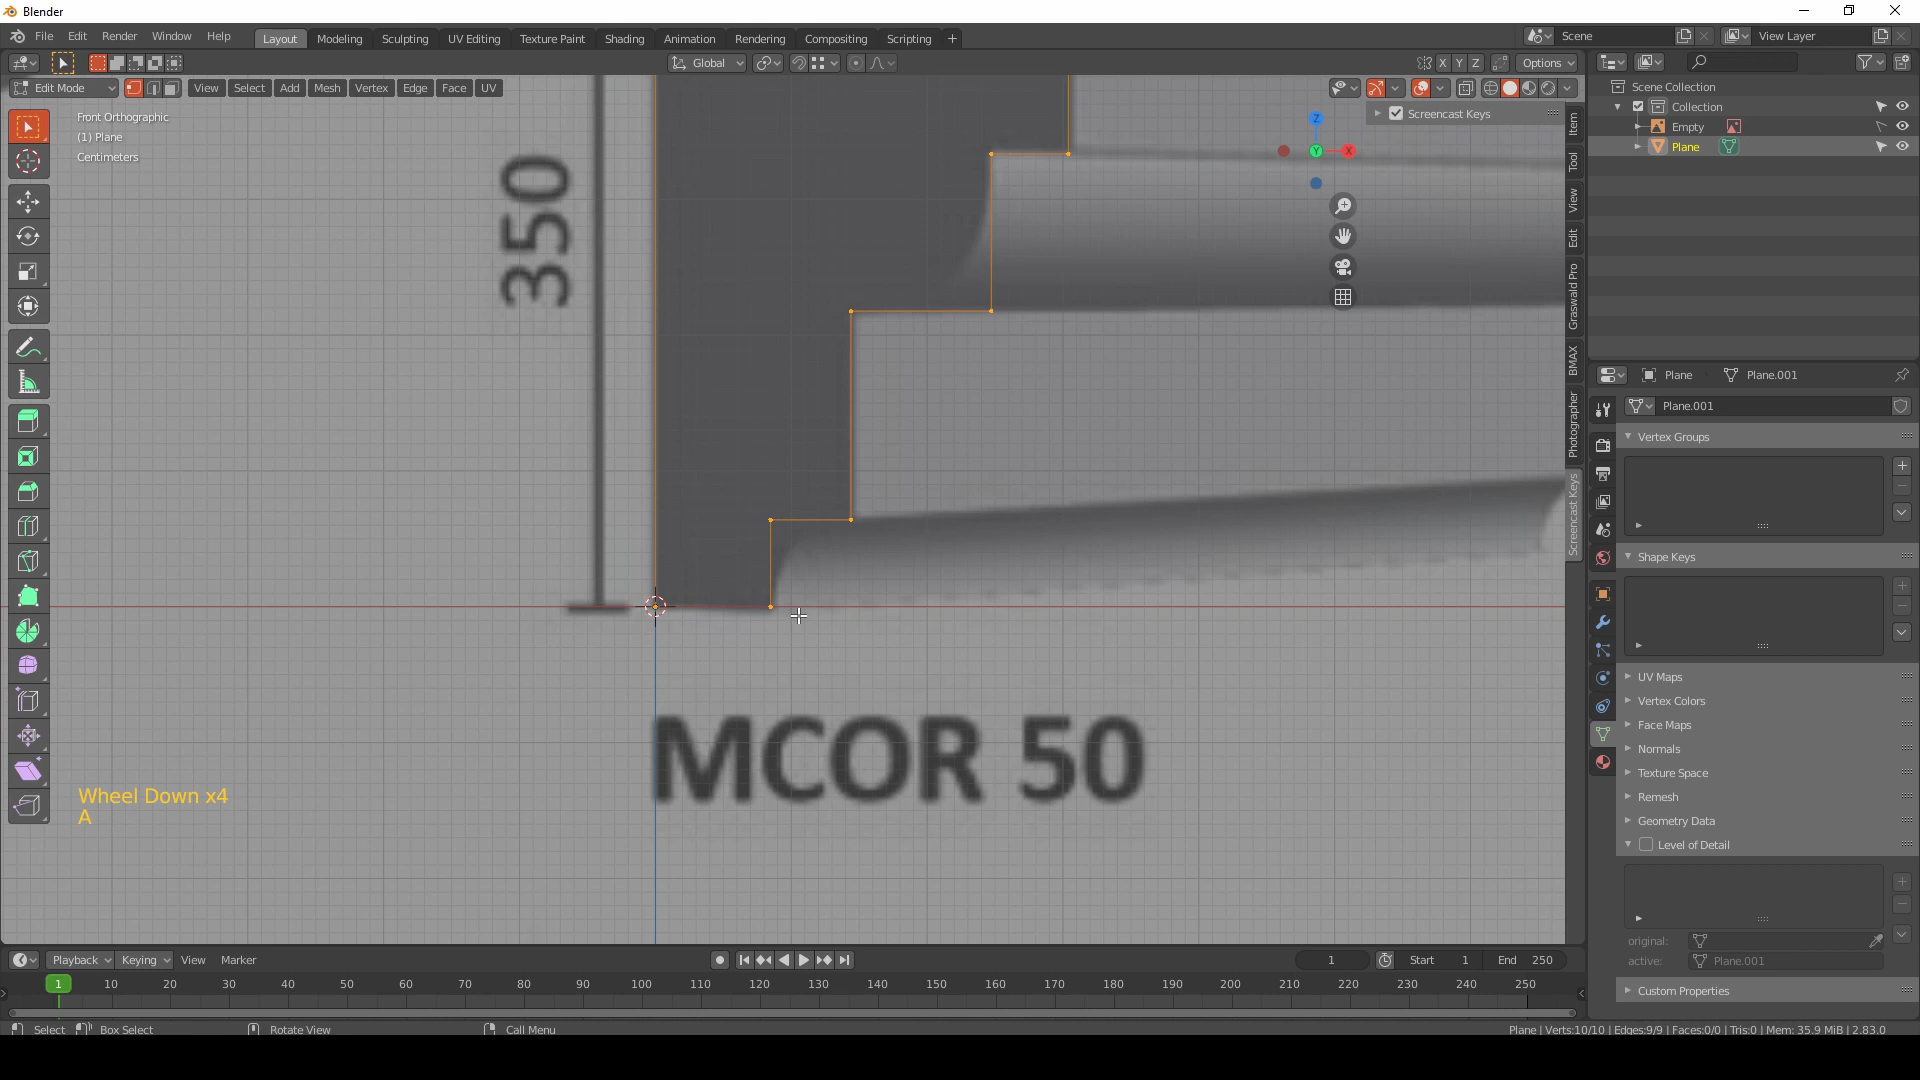 Blender
File Edit Render Window Help
Layout Modeling Sculpting UV Editing Texture Paint Shading Animation Rendering Compositing Scripting +
Scene
View Layer
Global
X Y Z
Options
Edit Mode
View Select Add Mesh Vertex Edge Face UV
Front Orthographic
(1) Plane
Centimeters
Screencast Keys
Z
Y
X
Item
Tool
View
Edit
Graswald Pro
BMAX
Photographer
Screencast Keys
350
MCOR 50
Wheel Down x4
A
Scene Collection
Collection
Empty
Plane
Plane Plane.001
Plane.001
Vertex Groups
Shape Keys
UV Maps
Vertex Colors
Face Maps
Normals
Texture Space
Remesh
Geometry Data
Level of Detail
original:
active: Plane.001
Custom Properties
Playback Keying View Marker
1
Start 1
End 250
1 10 20 30 40 50 60 70 80 90 100 110 120 130 140 150 160 170 180 190 200 210 220 230 240 250
Select Box Select Rotate View Call Menu
Plane | Verts:10/10 | Edges:9/9 | Faces:0/0 | Tris:0 | Mem: 35.9 MiB | 2.83.0